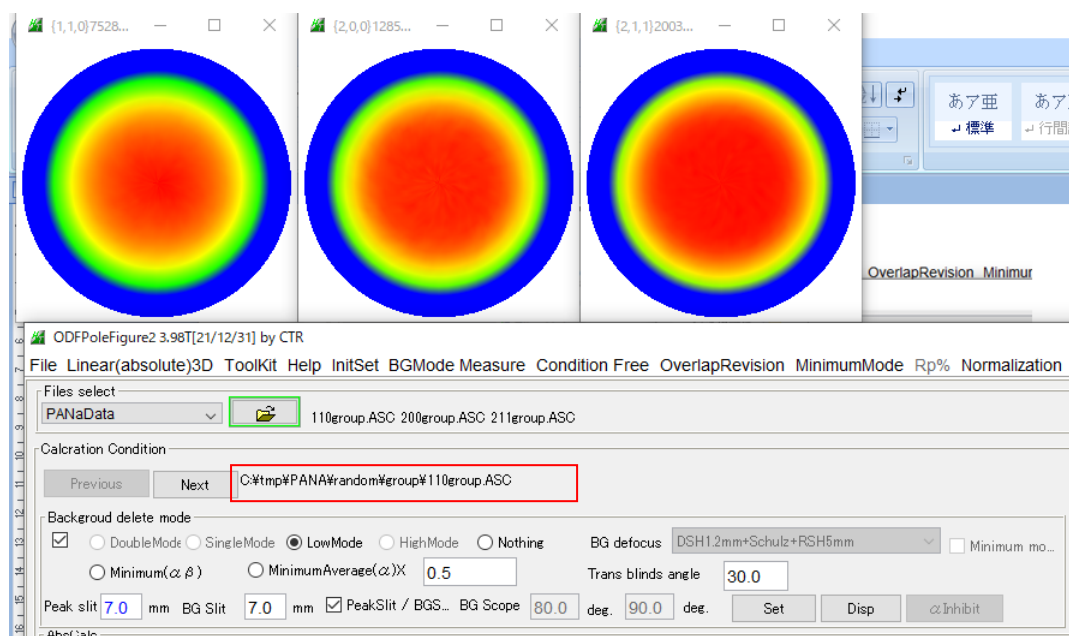 {1,1,0}7528...
{2,0,0}1285...
{2,1,1}2003...
あア亜
あア
標準
行間
OverlapRevision Minimur
ODFPoleFigure2 3.98T[21/12/31] by CTR
File Linear(absolute)3D ToolKit Help InitSet BGMode Measure Condition Free OverlapRevision MinimumMode Rp% Normalization
Files select
PANaData 110group.ASC 200group.ASC 211group.ASC
Calcration Condition
Previous Next C:¥tmp¥PANA¥random¥group¥110group.ASC
Backgroud delete mode
DoubleMode SingleMode LowMode HighMode Nothing BG defocus DSH1.2mm+Schulz+RSH5mm Minimum mo...
Minimum(αβ) MinimumAverage(α)X 0.5 Trans blinds angle 30.0
Peak slit 7.0 mm BG Slit 7.0 mm PeakSlit / BGS... BG Scope 80.0 deg. 90.0 deg. Set Disp αInhibit
AbsCalc